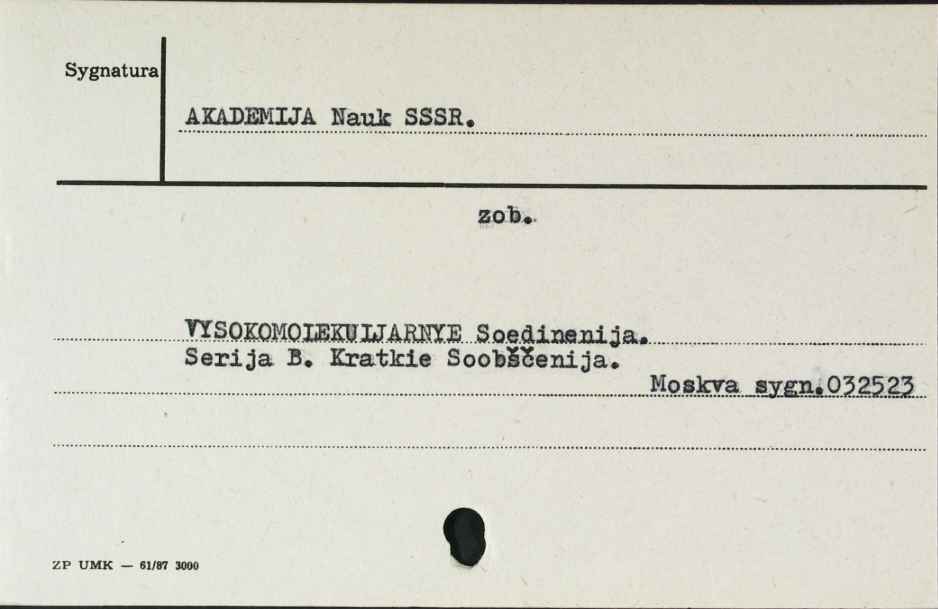 Sygnatura
AKADEMIJA Nauk SSSR.
zob.
VYSOKOMOLEKULJARNYE Soedinenija.
Serija B. Kratkie Soobščenija.
Moskva sygn.032523
ZP UMK — 61/87 3000